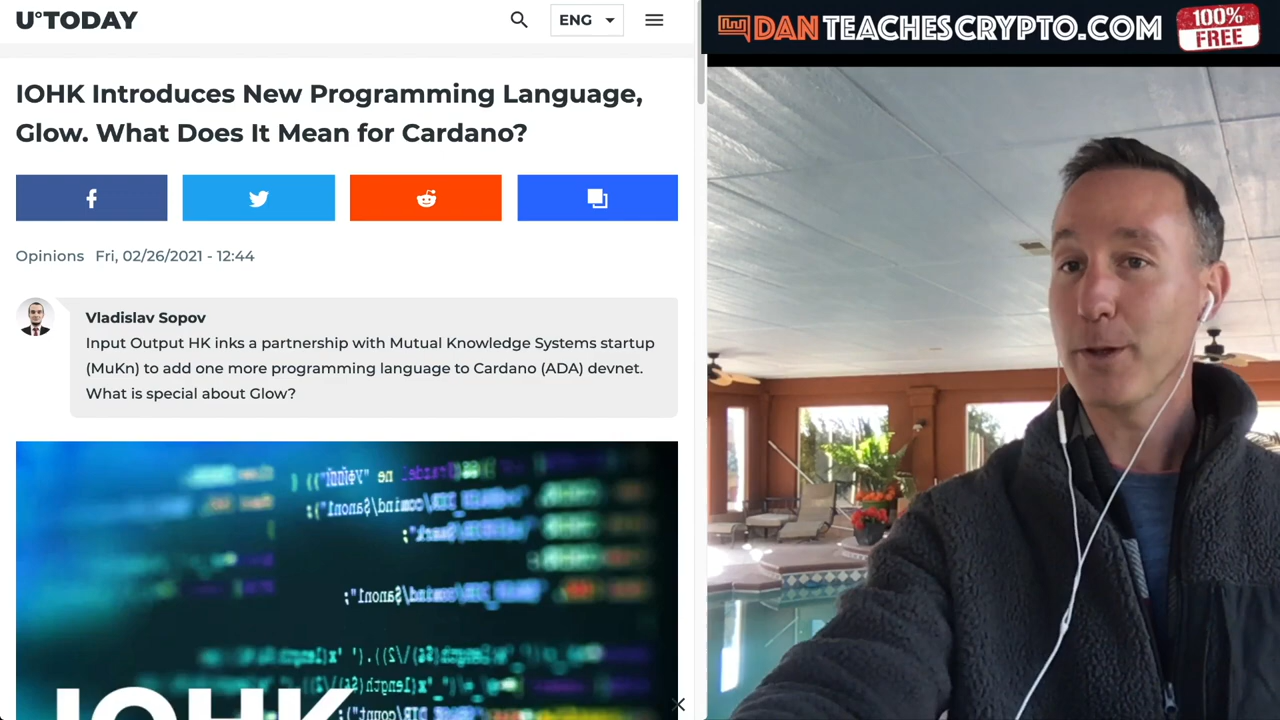 U°TODAY
ENG
DANTEACHESCRYPTO.COM
100%
FREE
IOHK Introduces New Programming Language,
Glow. What Does It Mean for Cardano?
Opinions Fri, 02/26/2021 - 12:44
Vladislav Sopov
Input Output HK inks a partnership with Mutual Knowledge Systems startup
(MuKn) to add one more programming language to Cardano (ADA) devnet.
What is special about Glow?
IOHK